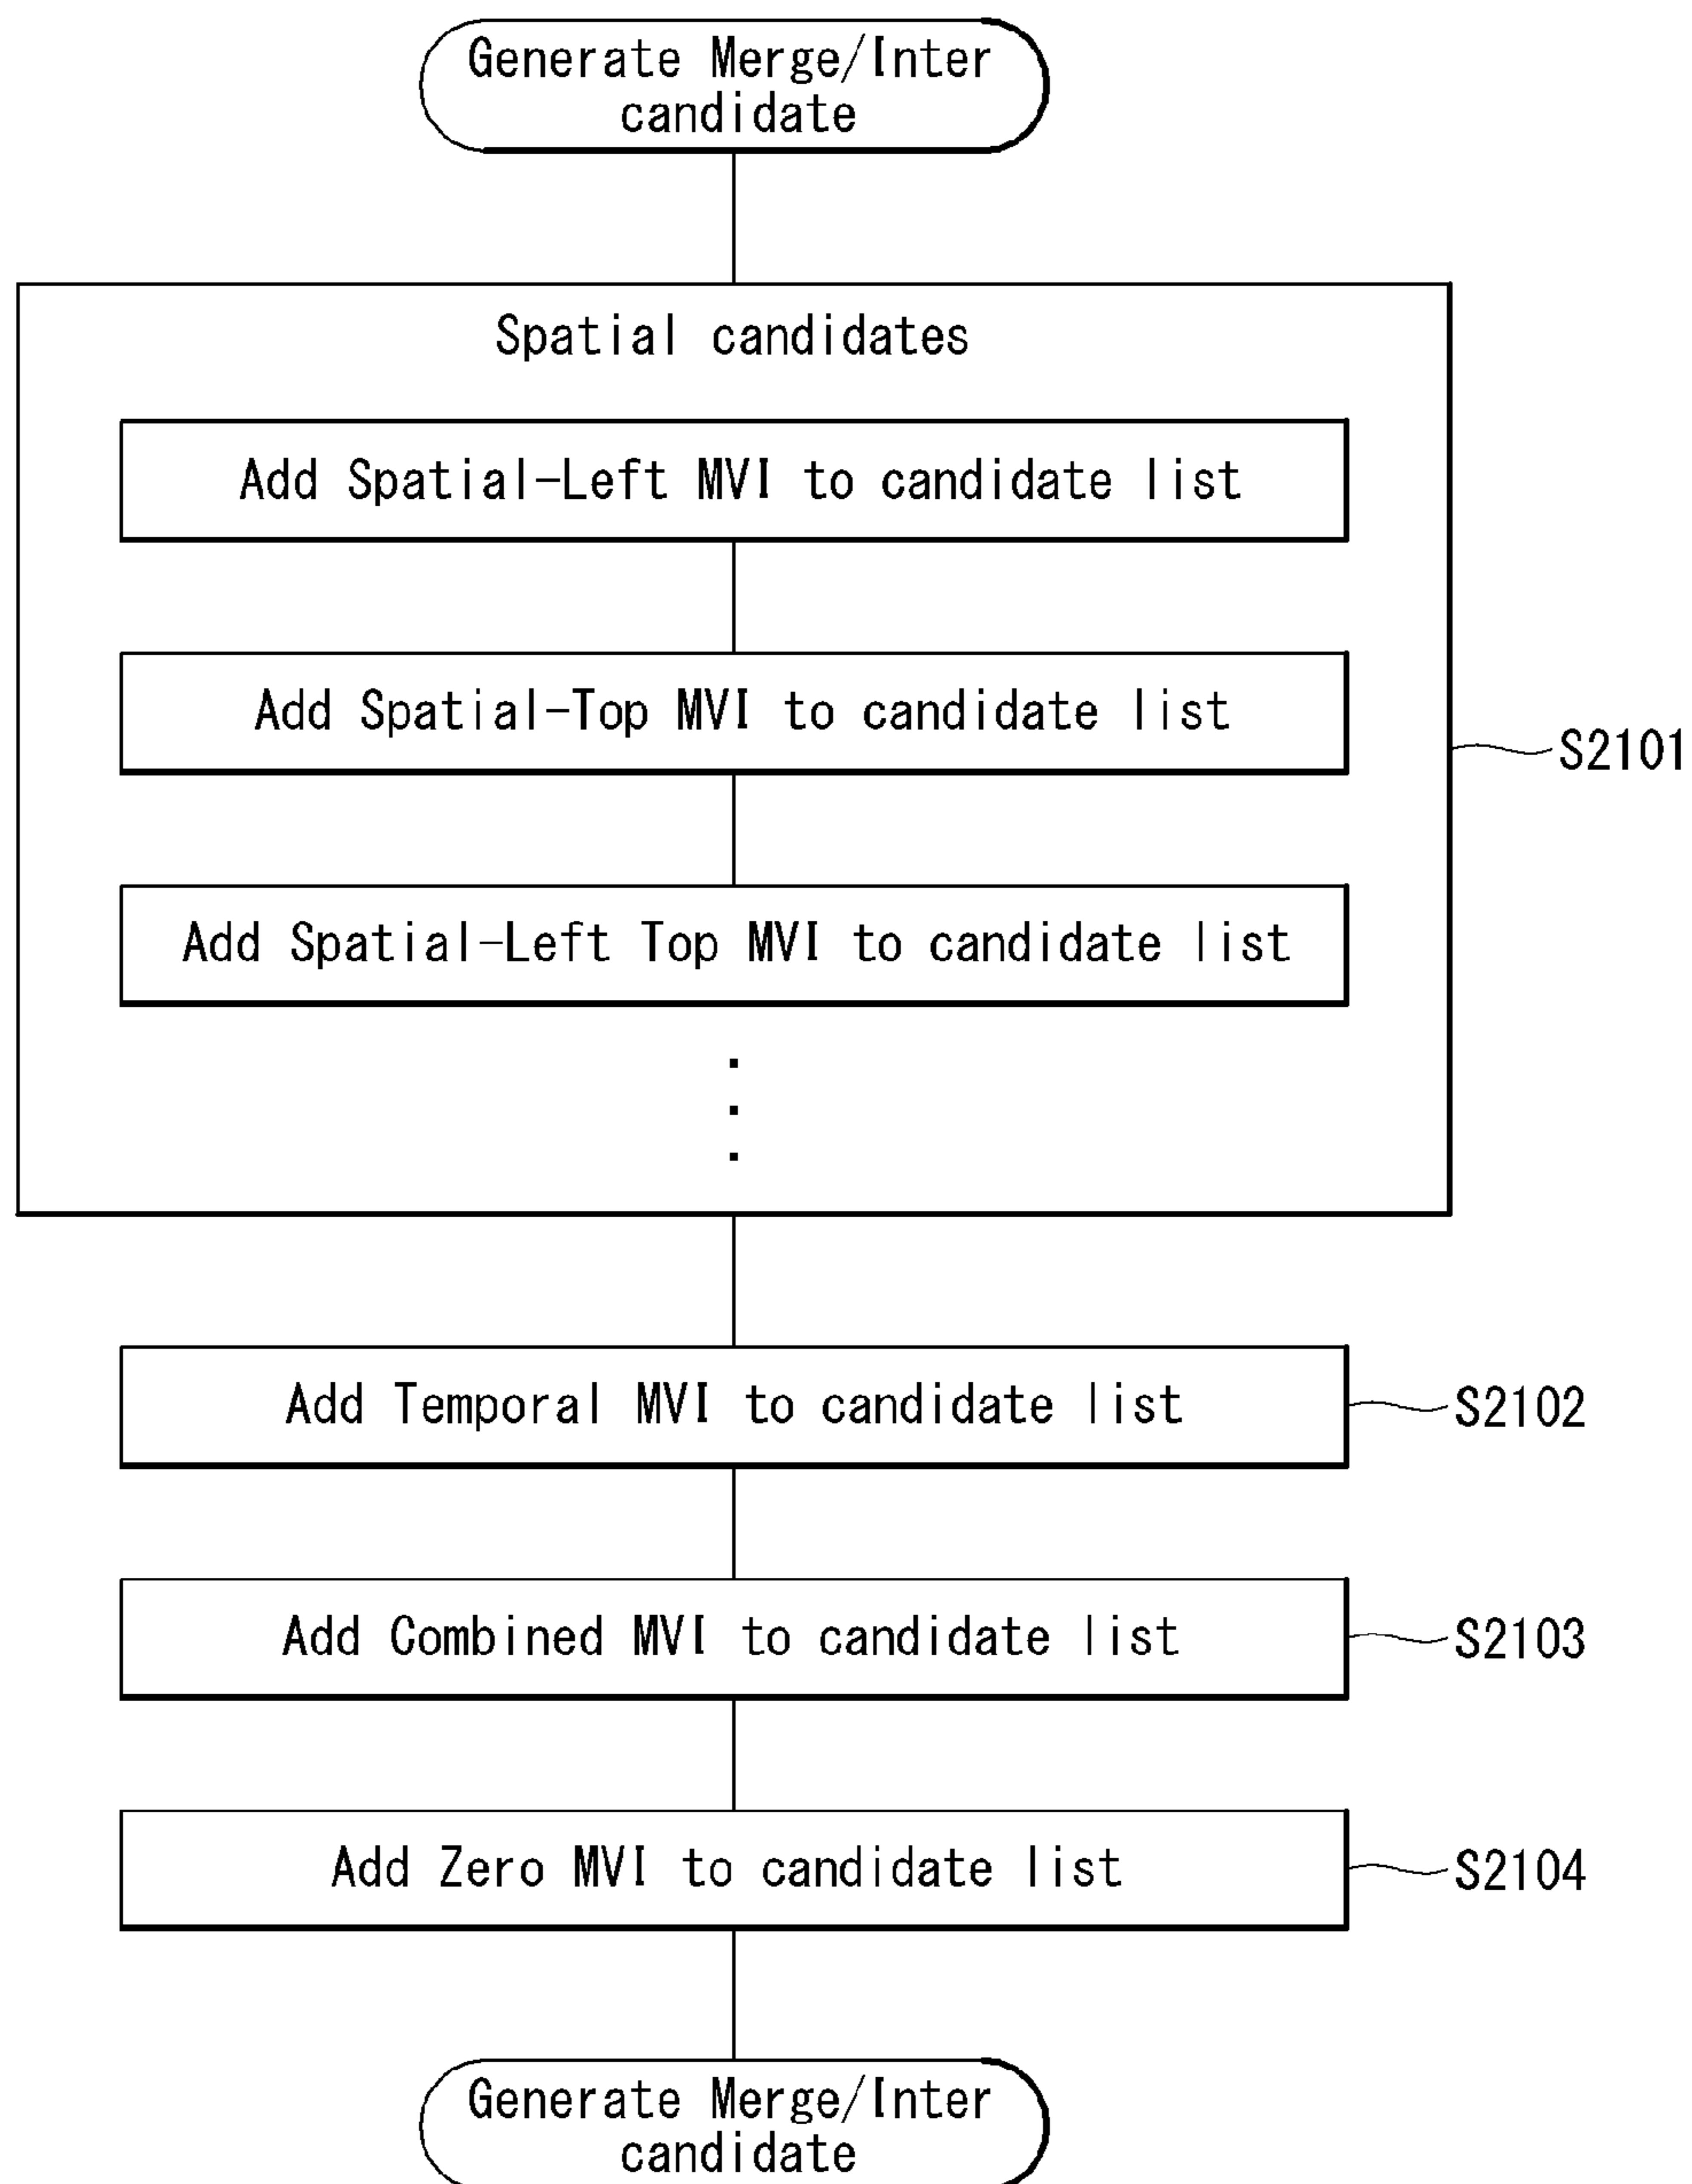 Generate Merge/Inter
candidate
Spatial candidates
Add Spatial-Left MVI to candidate list
Add Spatial-Top MVI to candidate list
S2101
Add Spatial-Left Top MVI to candidate list
Add Temporal MVI to candidate list
S2102
Add Combined MVI to candidate list
S2103
Add Zero MVI to candidate list
S2104
Generate Merge/Inter
candidate